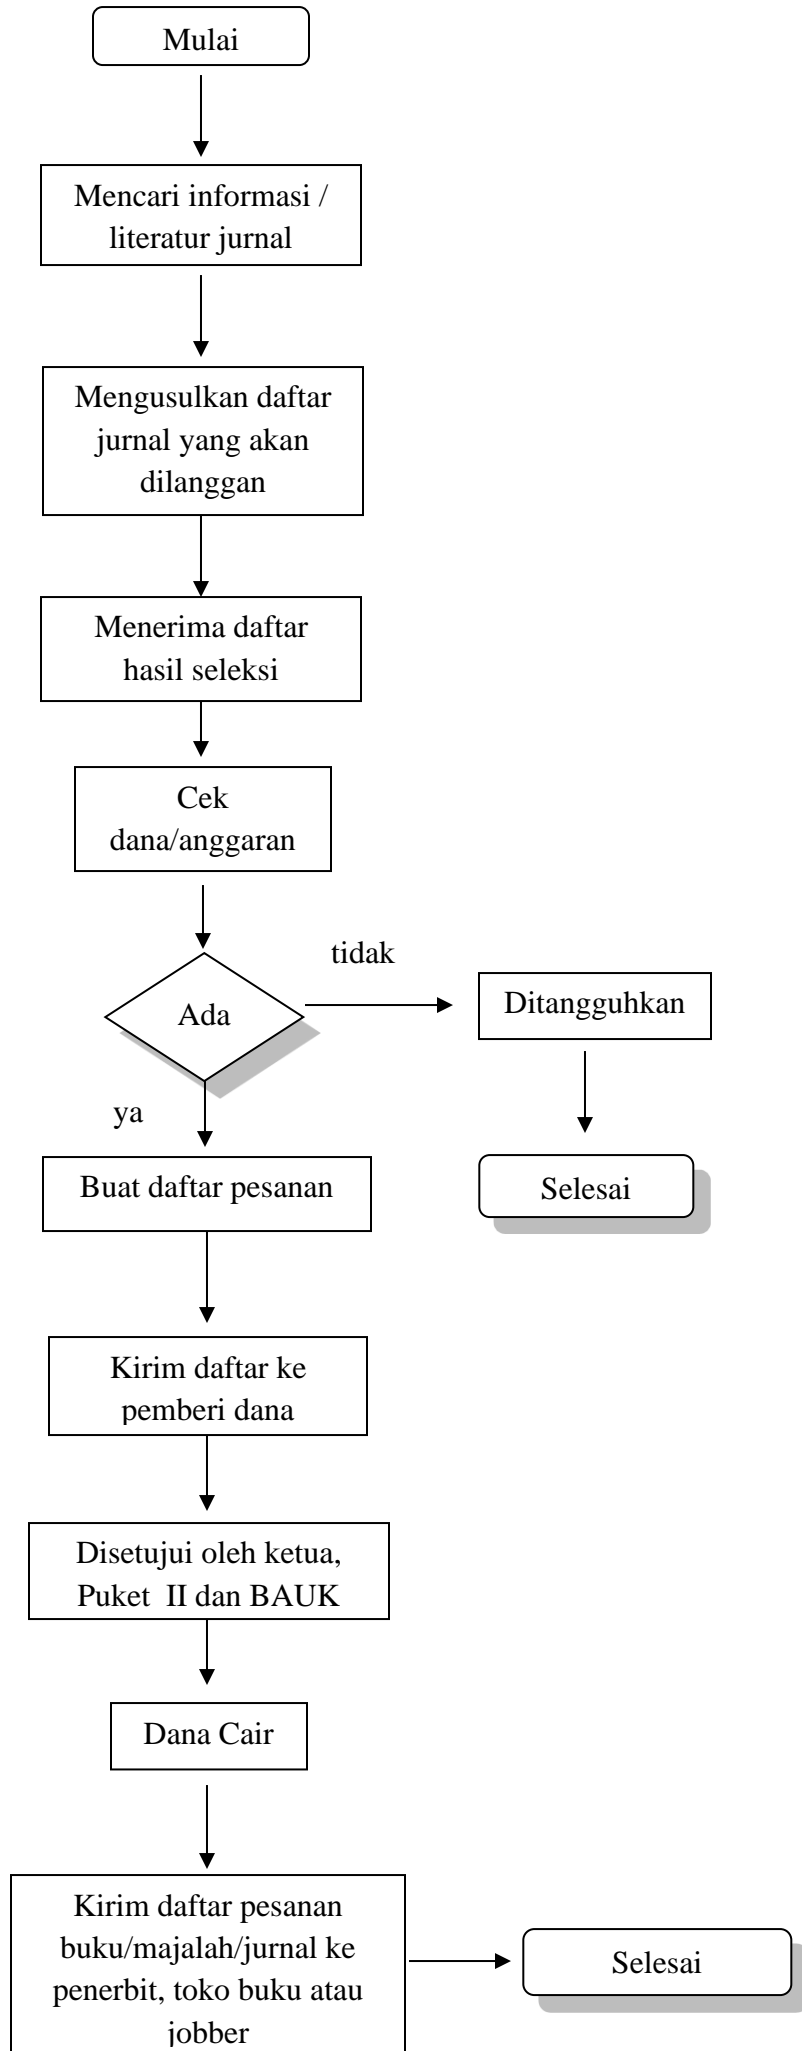 Mulai
Mencari informasi /
literatur jurnal
Mengusulkan daftar
jurnal yang akan
dilanggan
Menerima daftar
hasil seleksi
Cek
dana/anggaran
tidak
Ada
Ditangguhkan
ya
Buat daftar pesanan
Selesai
Kirim daftar ke
pemberi dana
Disetujui oleh ketua,
Puket  II dan BAUK
Dana Cair
Kirim daftar pesanan
buku/majalah/jurnal ke
penerbit, toko buku atau
jobber
Selesai